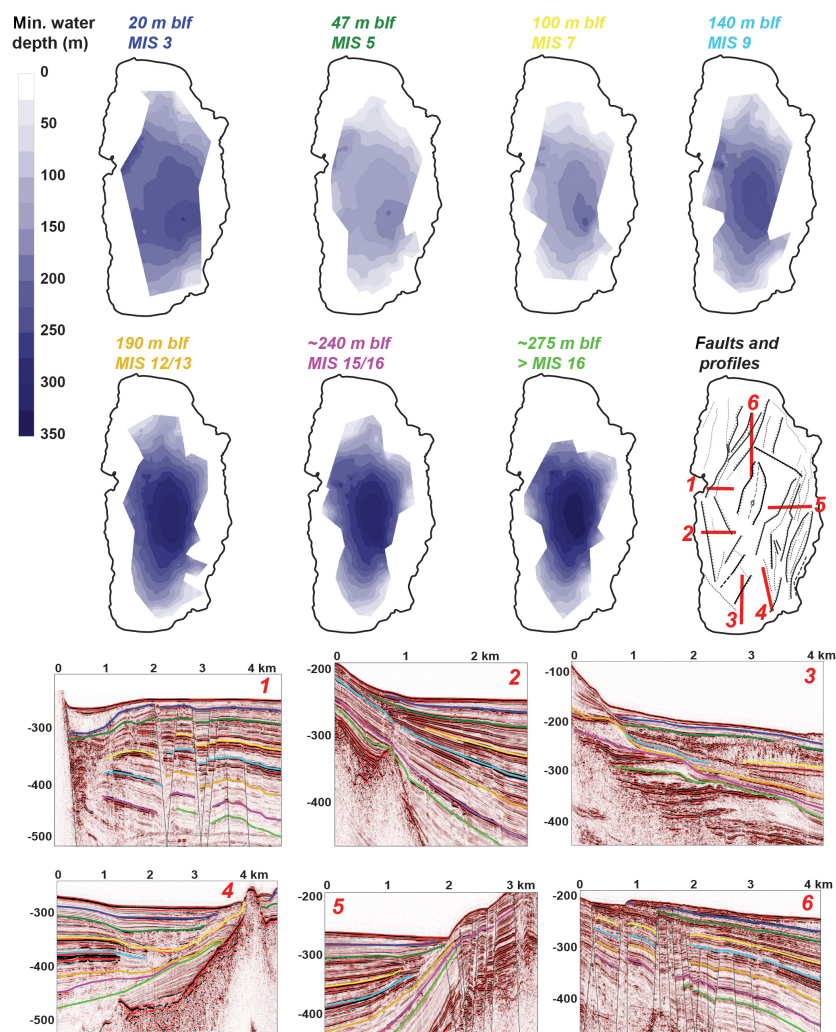 Min. water
depth (m)
20 m blf
MIS 3
47 m blf
MIS 5
100 m blf
MIS 7
140 m blf
MIS 9
0
50
100
150
200
250
300
350
190 m blf
MIS 12/13
~240 m blf
MIS 15/16
~275 m blf
> MIS 16
Faults and
profiles
6
1
5
2
3
4
0 1 2 3 4 km
1
-300
-400
-500
0 1 2 km
2
-200
-300
-400
0 1 2 3 4 km
3
-100
-200
-300
-400
0 1 2 3 4 km
4
-300
-400
-500
0 1 2 3 km
5
-200
-300
-400
0 1 2 3 4 km
6
-200
-300
-400